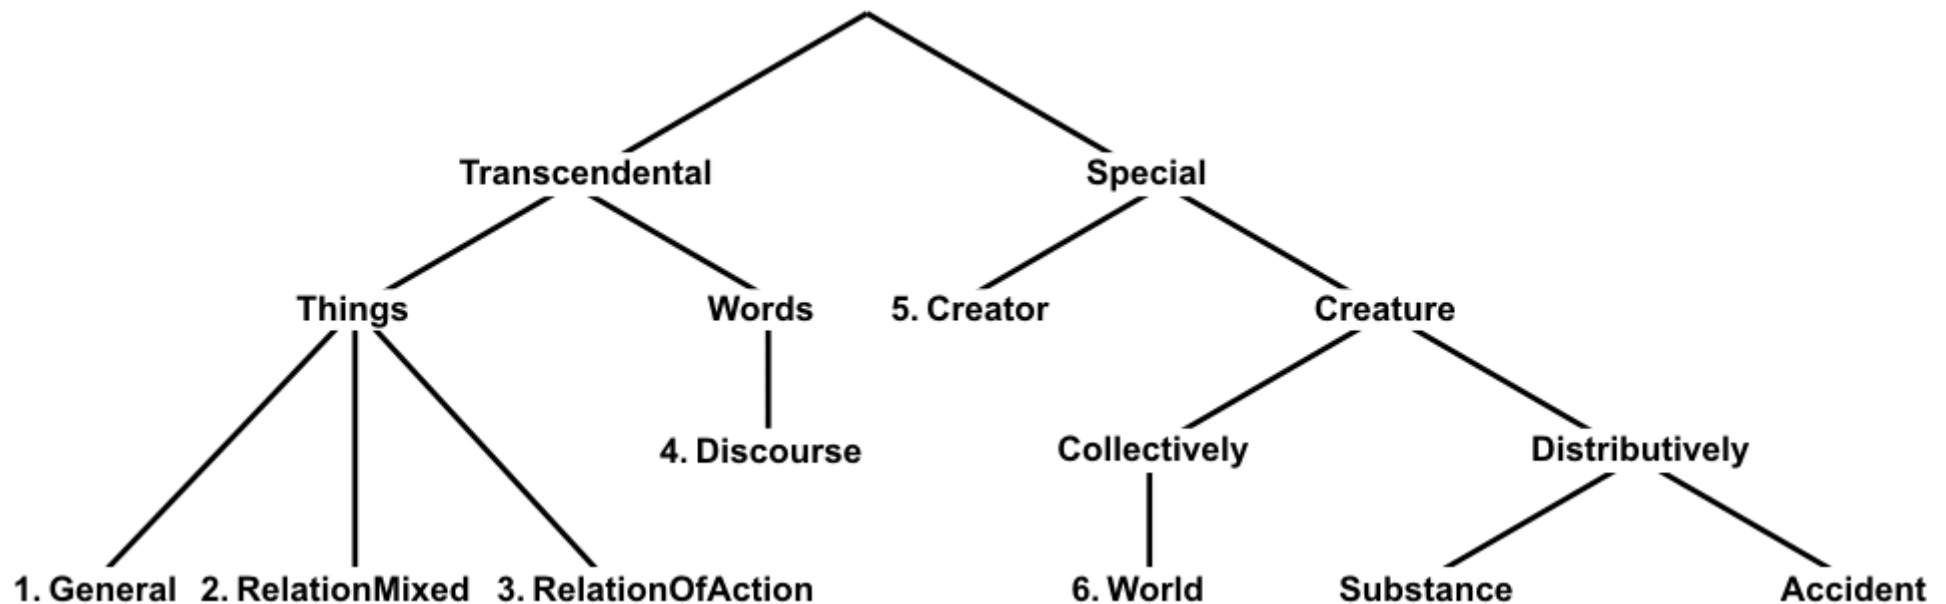 Transcendental
Special
Things
Words
5. Creator
Creature
4. Discourse
Collectively
Distributively
1. General
2. RelationMixed
3. RelationOfAction
6. World
Substance
Accident